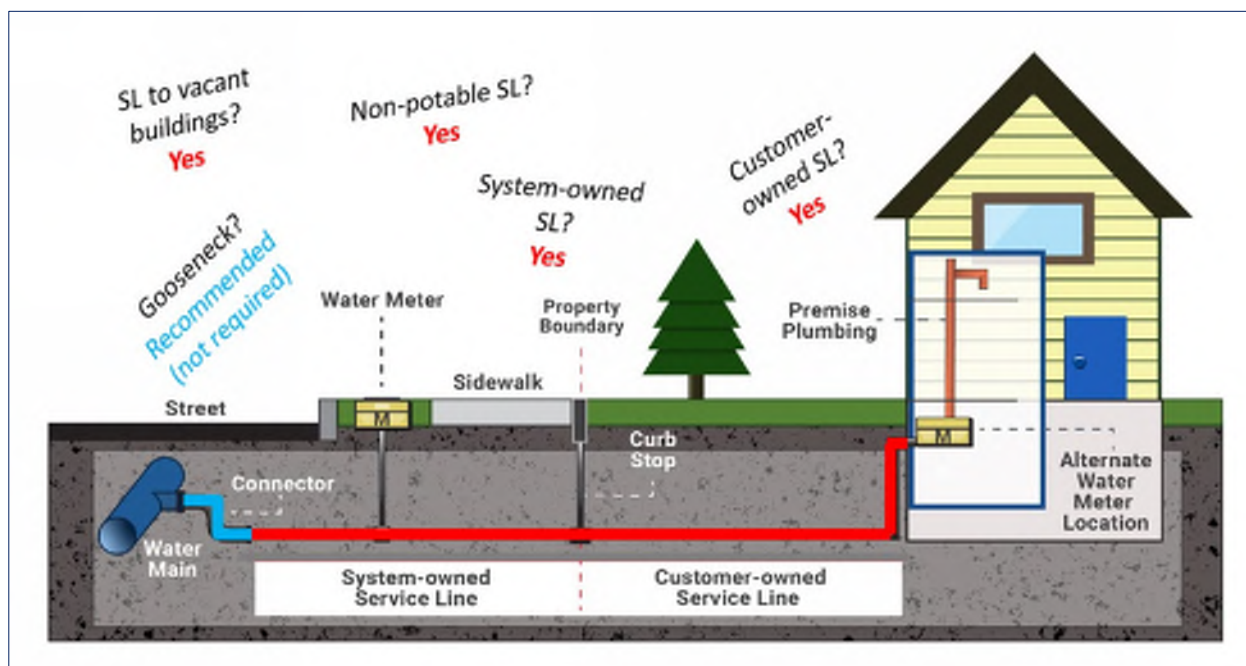 SL to vacant
buildings?
Yes
Non-potable SL?
Yes
System-owned
SL?
Yes
Customer-
owned SL?
Yes
Gooseneck?
Recommended
(not required)
Water Meter
Property
Boundary
Premise
Plumbing
Sidewalk
Street
M
Curb
Stop
M
Connector
Alternate
Water
Meter
Location
Water
Main
System-owned
Service Line
Customer-owned
Service Line